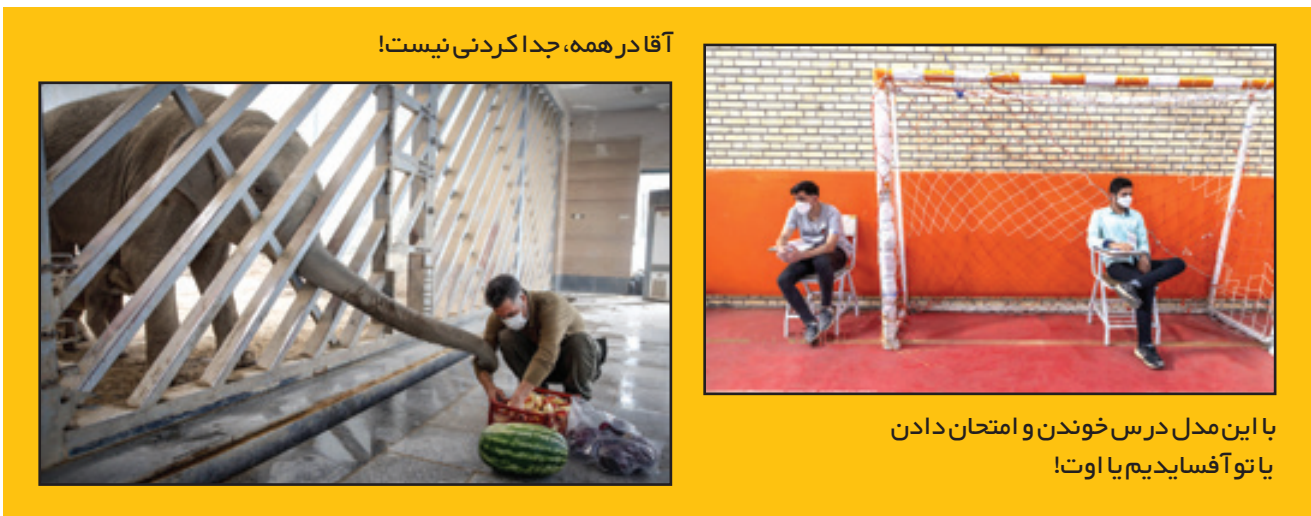 آقا در همه، جدا کردنی نیست!
با این مدل درس خوندن و امتحان دادن
یا تو آفسایدیم یا اوت!